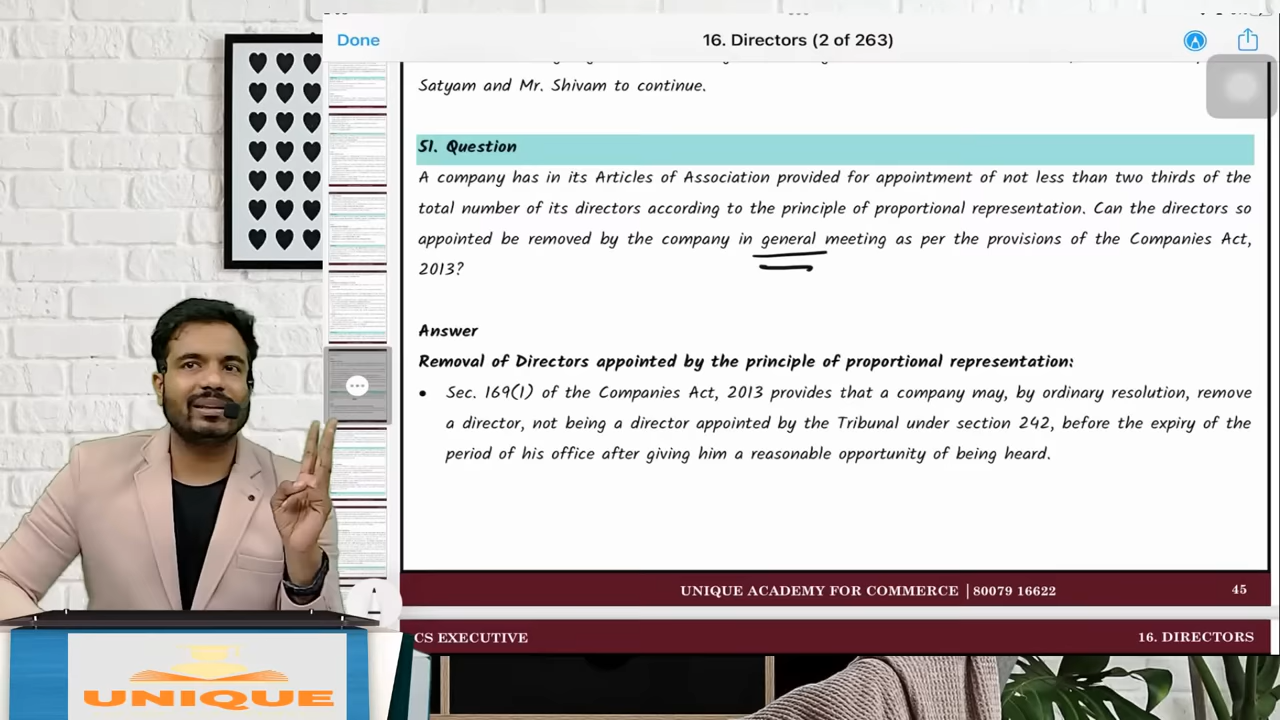 Done
16. Directors (2 of 263)
Satyam and Mr. Shivam to continue.
51. Question
A company has in its Articles of Association provided for appointment of not less than two thirds of the
total number of its directors according to the principle of proportional representation. Can the director so
appointed be removed by the company in general meeting as per the provisions of the Companies Act,
2013?
Answer
Removal of Directors appointed by the principle of proportional representation:
• Sec. 169(1) of the Companies Act, 2013 provides that a company may, by ordinary resolution, remove
a director, not being a director appointed by the Tribunal under section 242, before the expiry of the
period of his office after giving him a reasonable opportunity of being heard.
UNIQUE ACADEMY FOR COMMERCE | 80079 16622
45
CS EXECUTIVE
16. DIRECTORS
UNIQUE